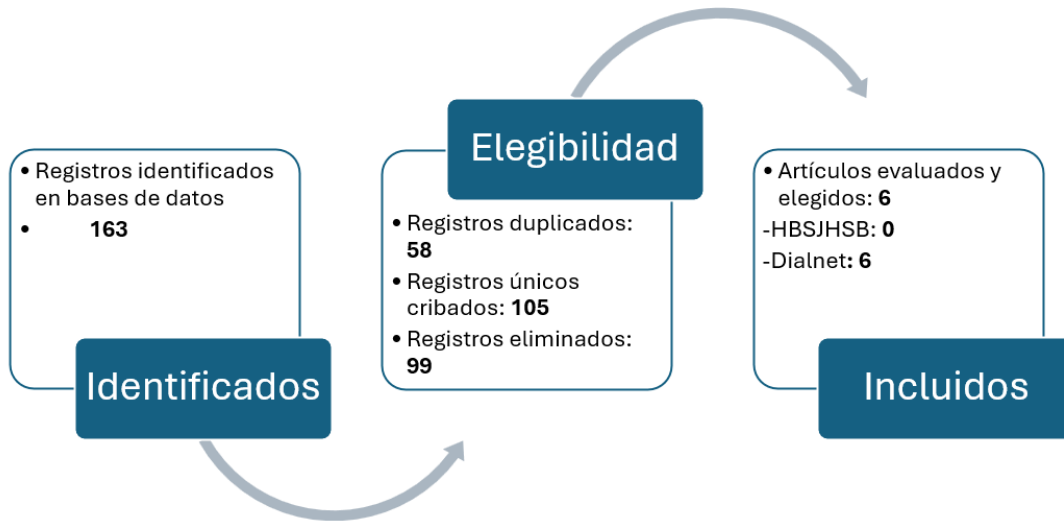 • Registros identificados
en bases de datos
• 163
Identificados
Elegibilidad
• Registros duplicados:
58
• Registros únicos
cribados: 105
• Registros eliminados:
99
• Artículos evaluados y
elegidos: 6
-HBSJHSB: 0
-Dialnet: 6
Incluidos